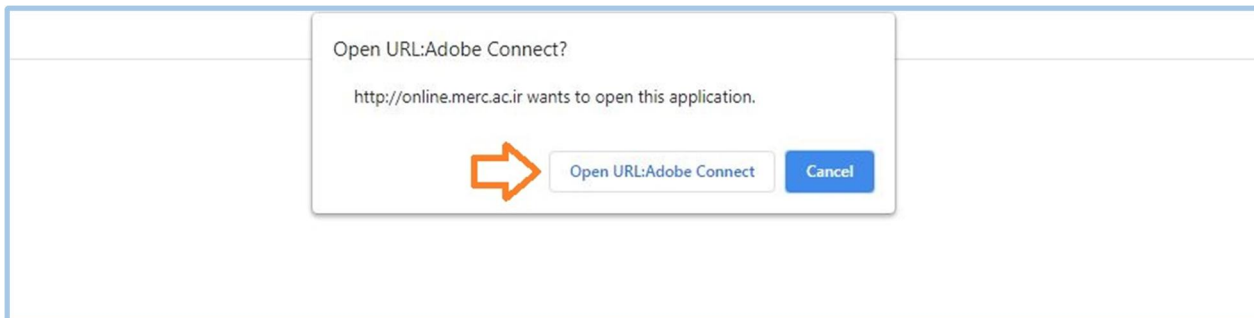 Open URL:Adobe Connect?
http://online.merc.ac.ir wants to open this application.
Open URL:Adobe Connect
Cancel